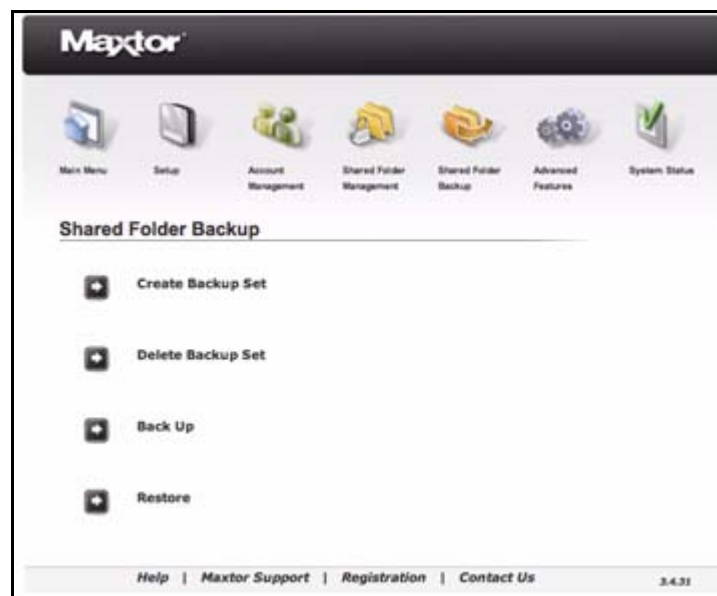 Maxtor
Main Menu
Setup
Account Management
Shared Folder Management
Shared Folder Backup
Advanced Features
System Status
Shared Folder Backup
Create Backup Set
Delete Backup Set
Back Up
Restore
Help | Maxtor Support | Registration | Contact Us
3.4.31